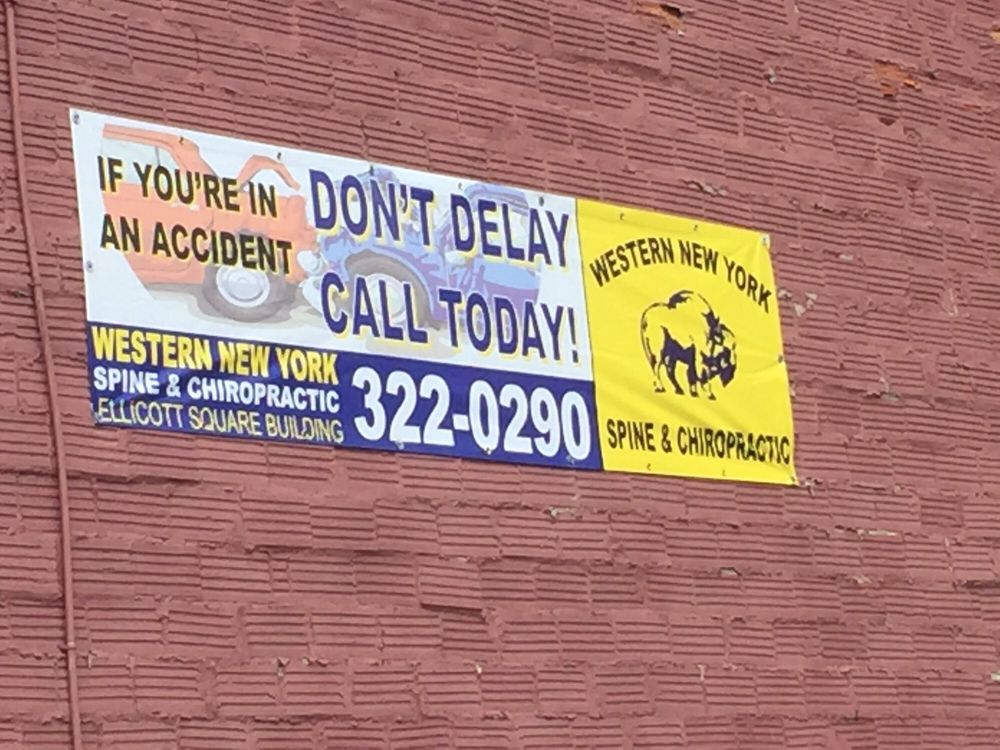 IF YOU'RE IN
AN ACCIDENT
DON'T DELAY
CALL TODAY!
WESTERN NEW YORK
SPINE & CHIROPRACTIC
ELLICOTT SQUARE BUILDING
322-0290
WESTERN NEW YORK
SPINE & CHIROPRACTIC